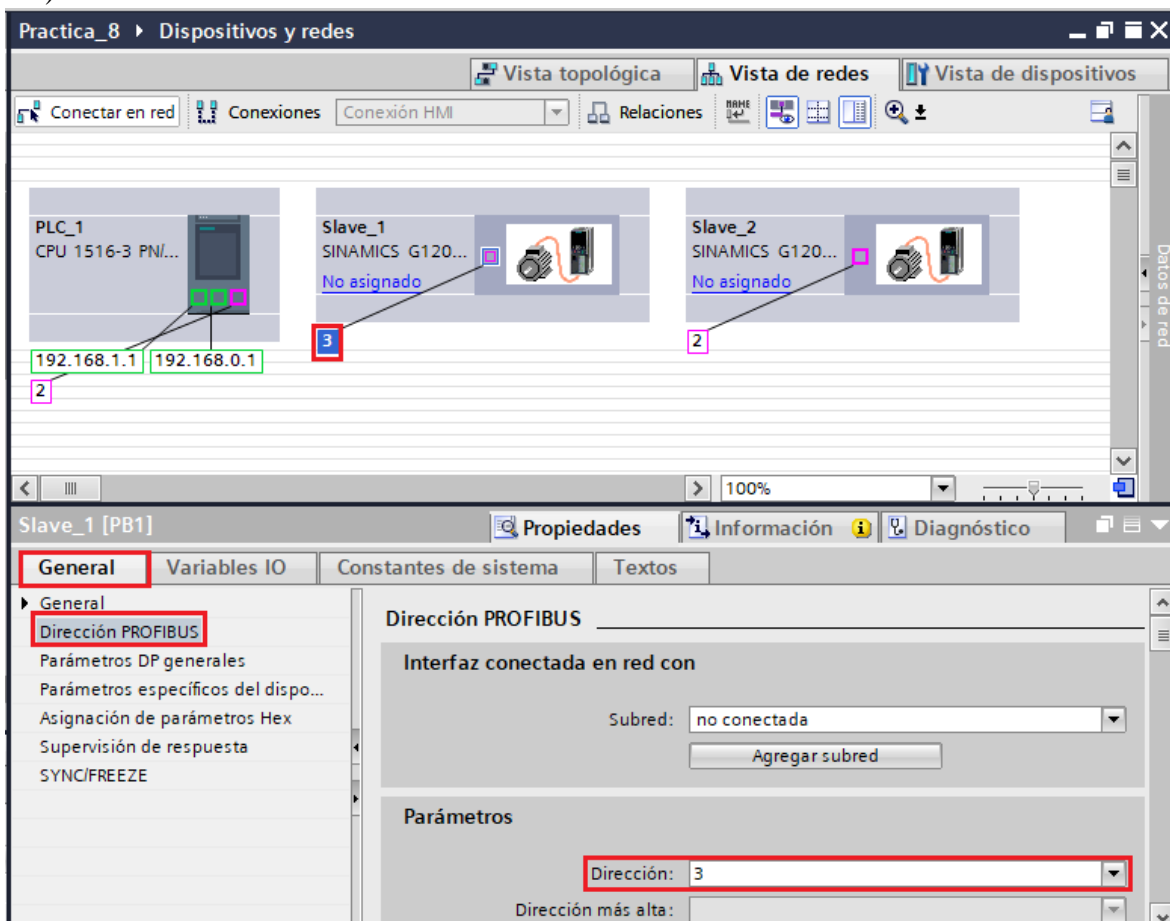 Practica_8 ▸ Dispositivos y redes
Vista topológica Vista de redes Vista de dispositivos
Conectar en red Conexiones Conexión HMI Relaciones
PLC_1
CPU 1516-3 PN/...
Slave_1
SINAMICS G120...
No asignado
Slave_2
SINAMICS G120...
No asignado
3
2
192.168.1.1 192.168.0.1
2
Datos de red
100%
Slave_1 [PB1]
Propiedades Información Diagnóstico
General Variables IO Constantes de sistema Textos
General
Dirección PROFIBUS
Parámetros DP generales
Parámetros específicos del dispo...
Asignación de parámetros Hex
Supervisión de respuesta
SYNC/FREEZE
Dirección PROFIBUS
Interfaz conectada en red con
Subred: no conectada
Agregar subred
Parámetros
Dirección: 3
Dirección más alta: